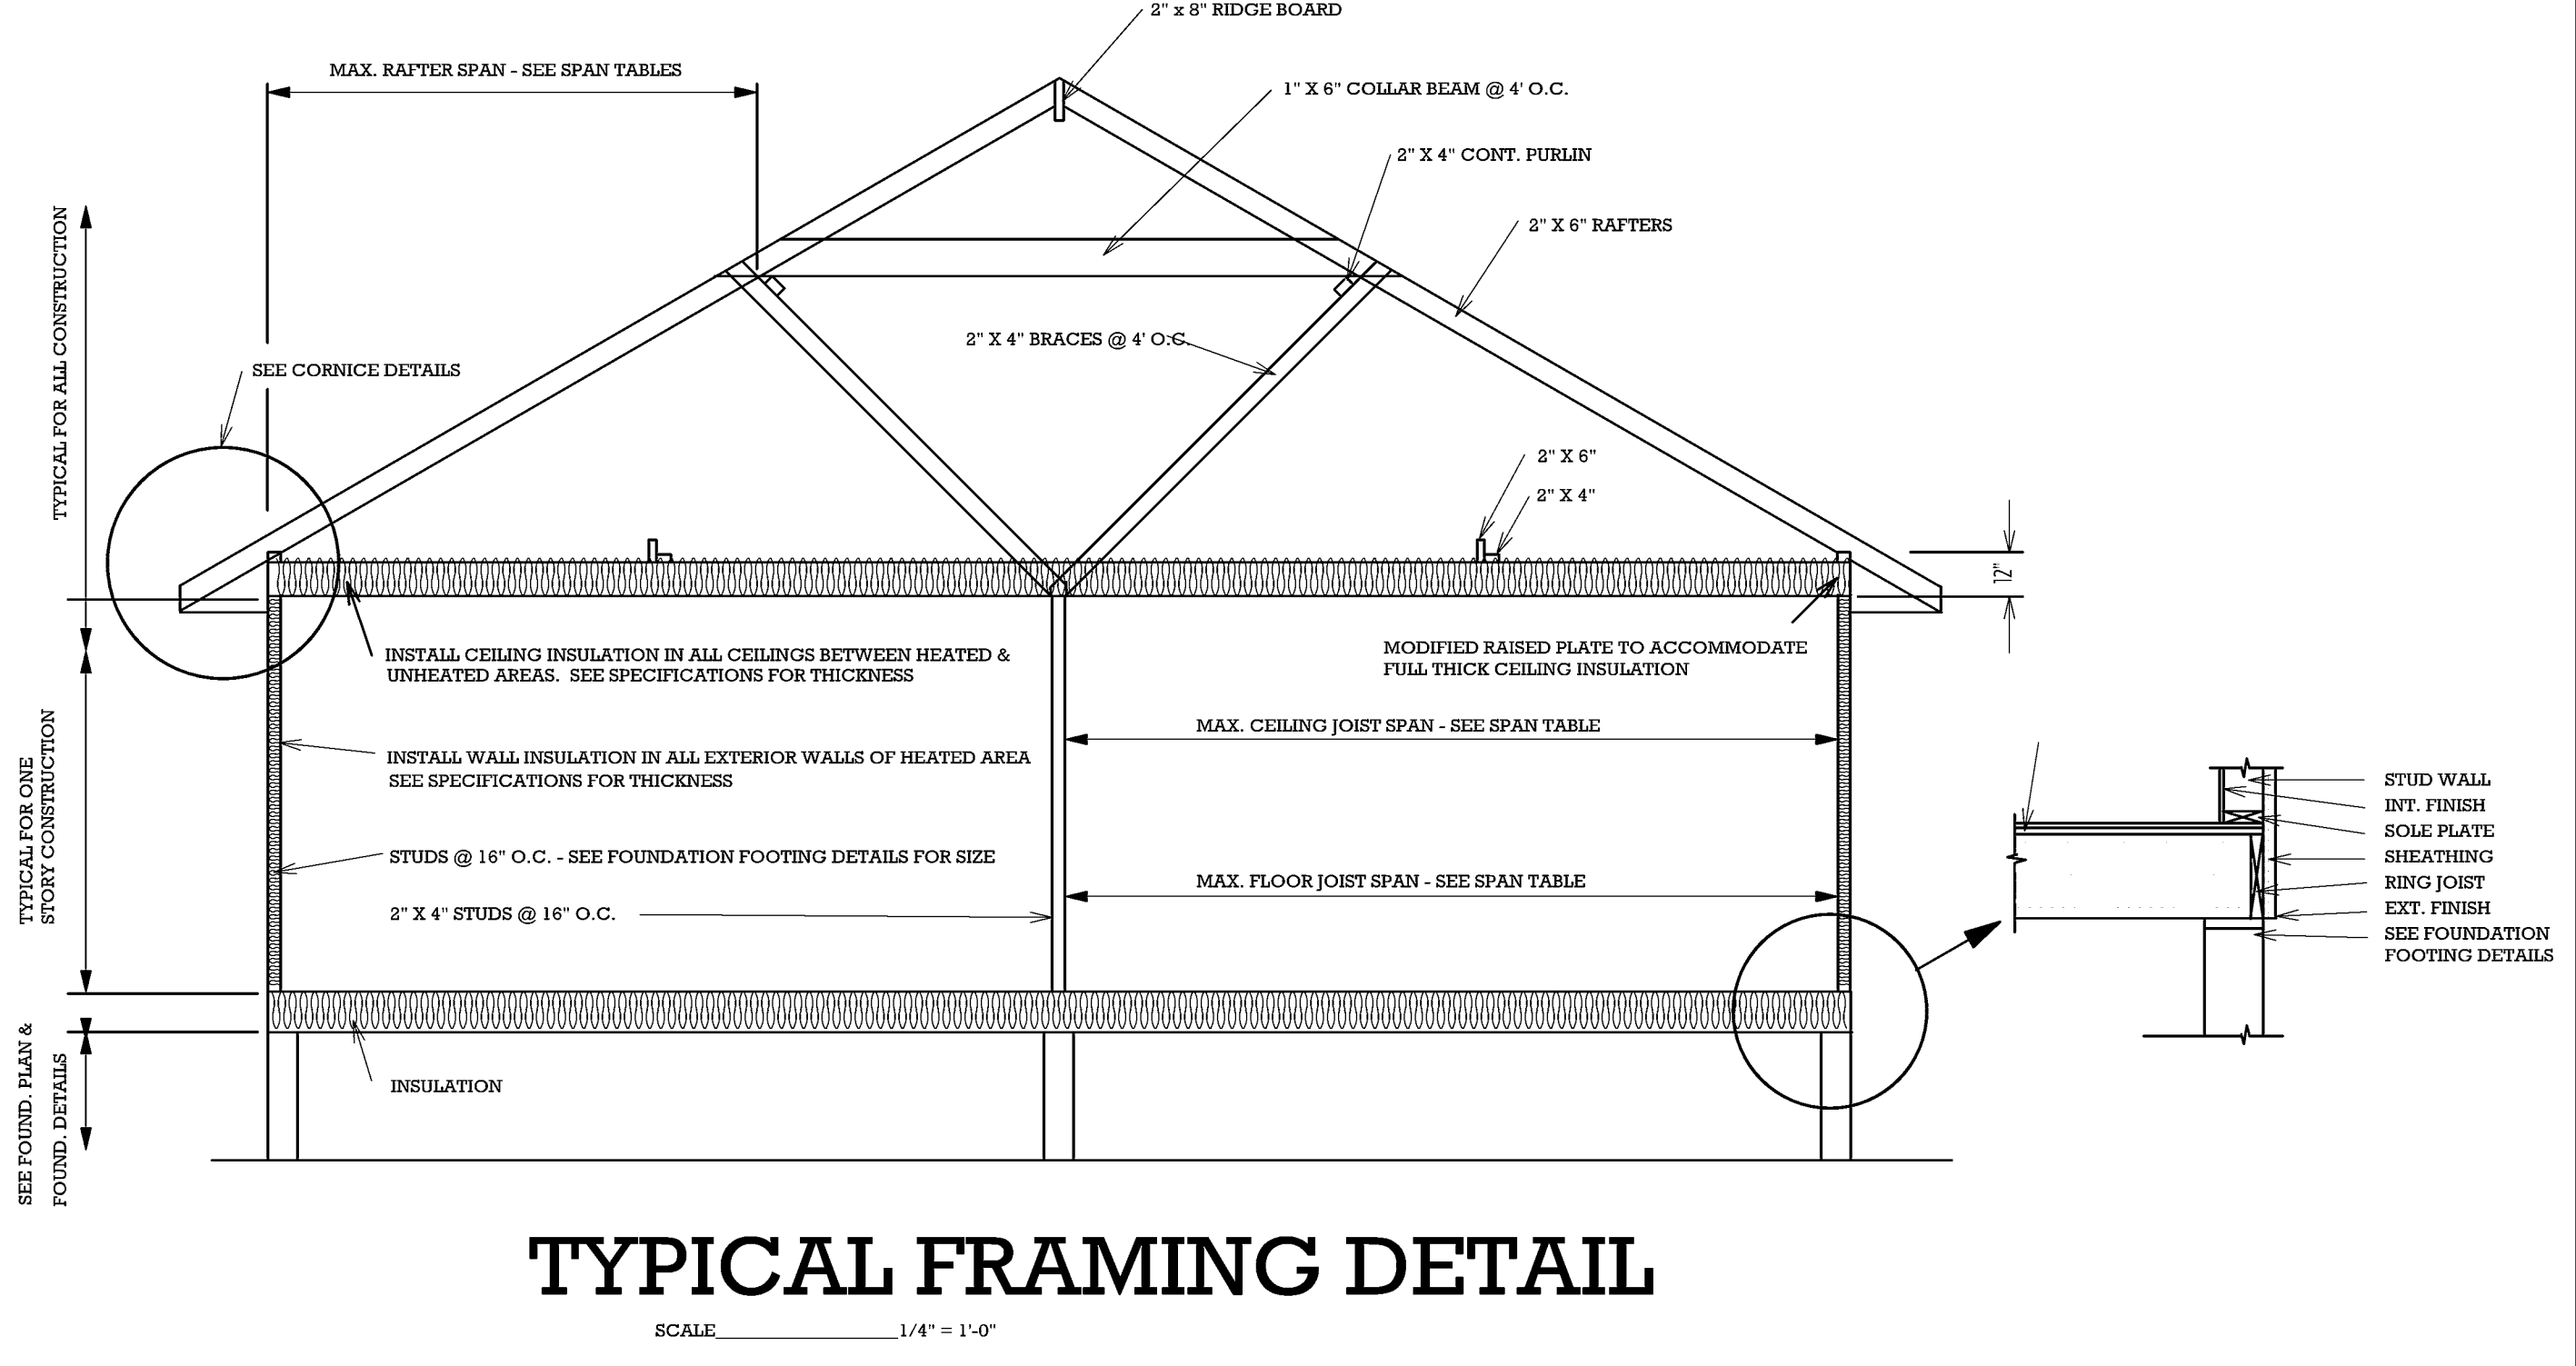 2" x 8" RIDGE BOARD
MAX. RAFTER SPAN - SEE SPAN TABLES
1" X 6" COLLAR BEAM @ 4' O.C.
2" X 4" CONT. PURLIN
2" X 6" RAFTERS
TYPICAL FOR ALL CONSTRUCTION
2" X 4" BRACES @ 4' O.C.
SEE CORNICE DETAILS
2" X 6"
2" X 4"
12"
INSTALL CEILING INSULATION IN ALL CEILINGS BETWEEN HEATED &
UNHEATED AREAS. SEE SPECIFICATIONS FOR THICKNESS
MODIFIED RAISED PLATE TO ACCOMMODATE
FULL THICK CEILING INSULATION
MAX. CEILING JOIST SPAN - SEE SPAN TABLE
INSTALL WALL INSULATION IN ALL EXTERIOR WALLS OF HEATED AREA
SEE SPECIFICATIONS FOR THICKNESS
TYPICAL FOR ONE
STORY CONSTRUCTION
STUDS @ 16" O.C. - SEE FOUNDATION FOOTING DETAILS FOR SIZE
MAX. FLOOR JOIST SPAN - SEE SPAN TABLE
2" X 4" STUDS @ 16" O.C.
STUD WALL
INT. FINISH
SOLE PLATE
SHEATHING
RING JOIST
EXT. FINISH
SEE FOUNDATION
FOOTING DETAILS
SEE FOUND. PLAN &
FOUND. DETAILS
INSULATION
TYPICAL FRAMING DETAIL
SCALE__________________1/4" = 1'-0"